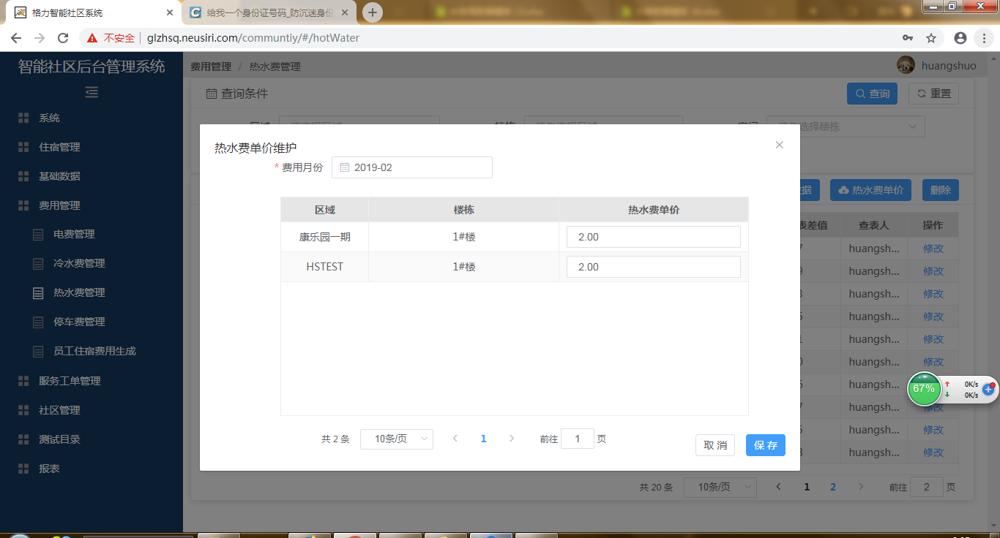 格力智能社区系统
给我一个身份证号码_防沉迷身份
不安全 glzhsq.neusiri.com/communtiy/#/hotWater
智能社区后台管理系统
系统
住宿管理
基础数据
费用管理
电费管理
冷水费管理
热水费管理
停车费管理
员工住宿费用生成
服务工单管理
社区管理
测试目录
报表
费用管理 / 热水费管理
huangshuo
查询条件
查询 重置
选择楼栋
据 热水费单价 删除
表差值 查表人 操作
huangsh... 修改
huangsh... 修改
huangsh... 修改
huangsh... 修改
huangsh... 修改
huangsh... 修改
huangsh... 修改
huangsh... 修改
huangsh... 修改
huangsh... 修改
共 20 条 10条/页 1 2 前往 2 页
热水费单价维护
* 费用月份 2019-02
区域 楼栋 热水费单价
康乐园一期 1#楼 2.00
HSTEST 1#楼 2.00
共 2 条 10条/页 1 前往 1 页
取 消 保 存
67% 0K/s
0K/s